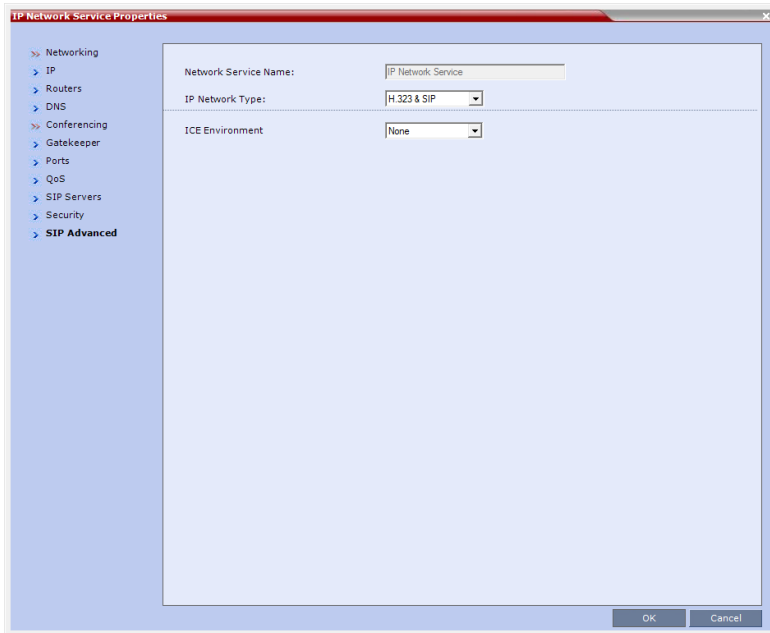 IP Network Service Properties
Networking
IP
Routers
DNS
Conferencing
Gatekeeper
Ports
QoS
SIP Servers
Security
SIP Advanced
Network Service Name: IP Network Service
IP Network Type: H.323 & SIP
ICE Environment None
OK Cancel